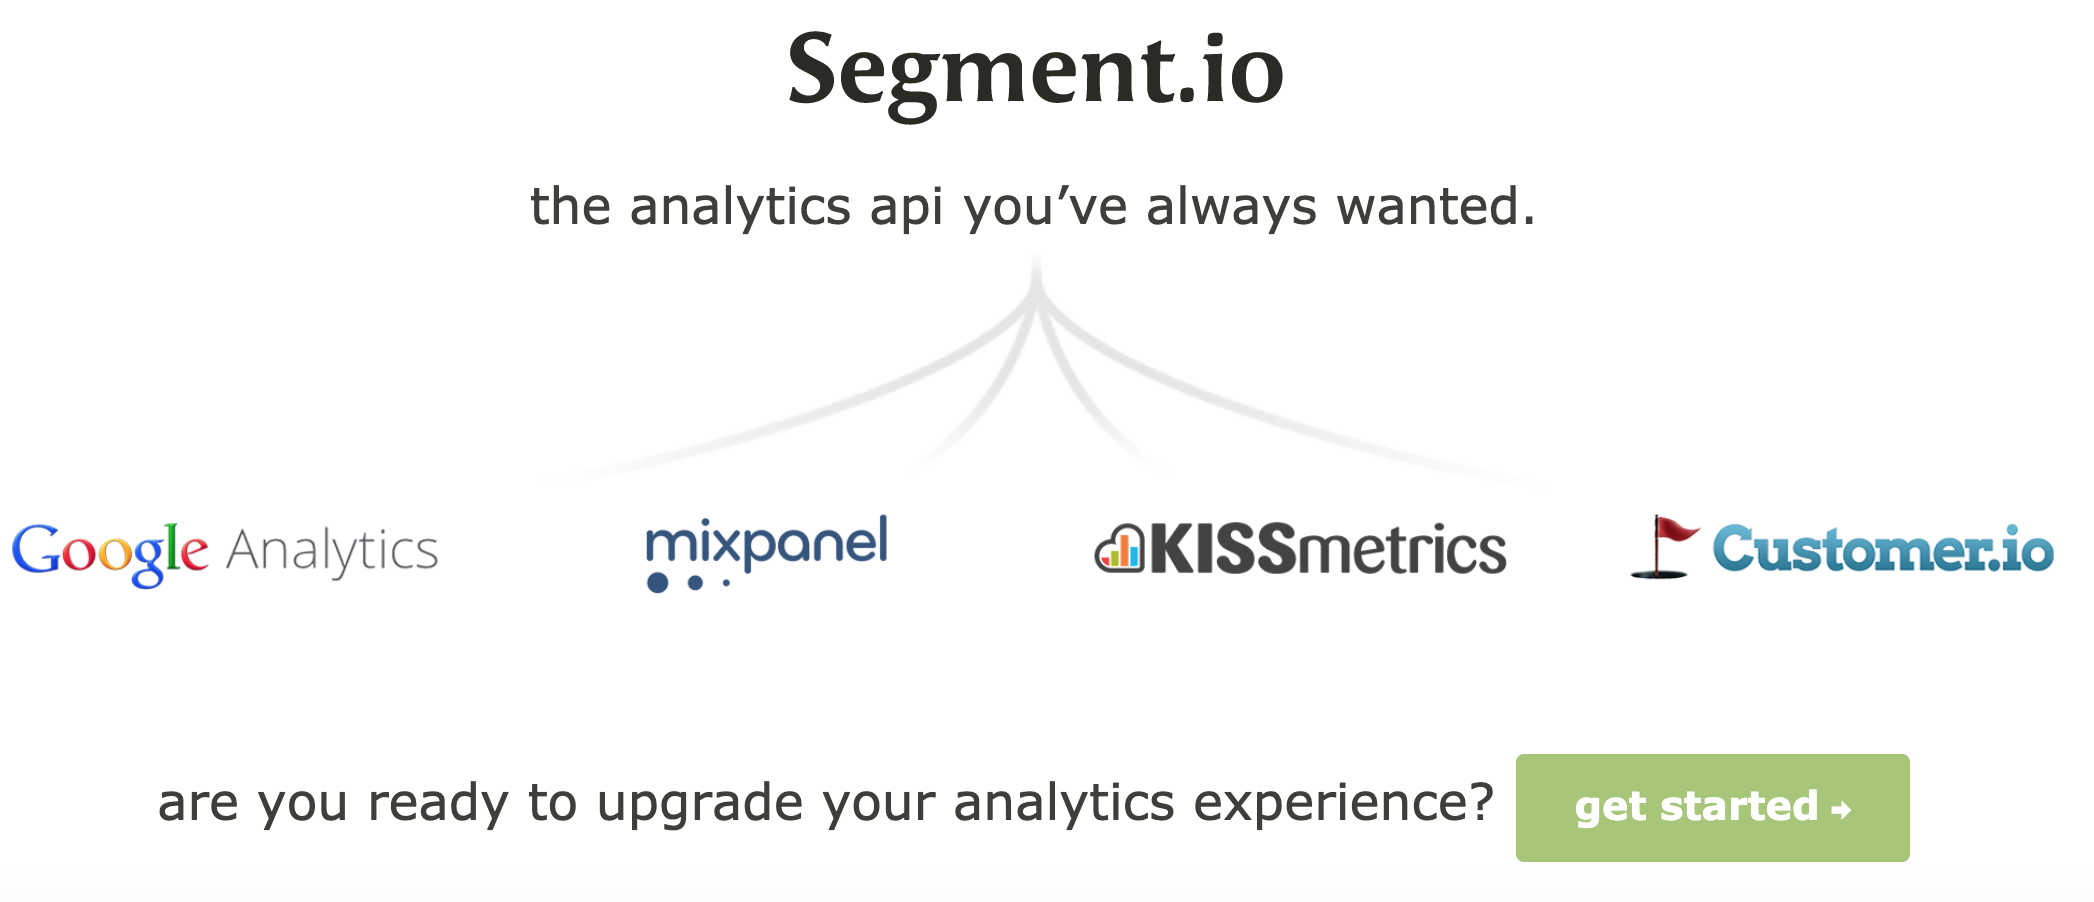 Segment.io
the analytics api you’ve always wanted.
Google Analytics
mixpanel
KISSmetrics
Customer.io
are you ready to upgrade your analytics experience?
get started